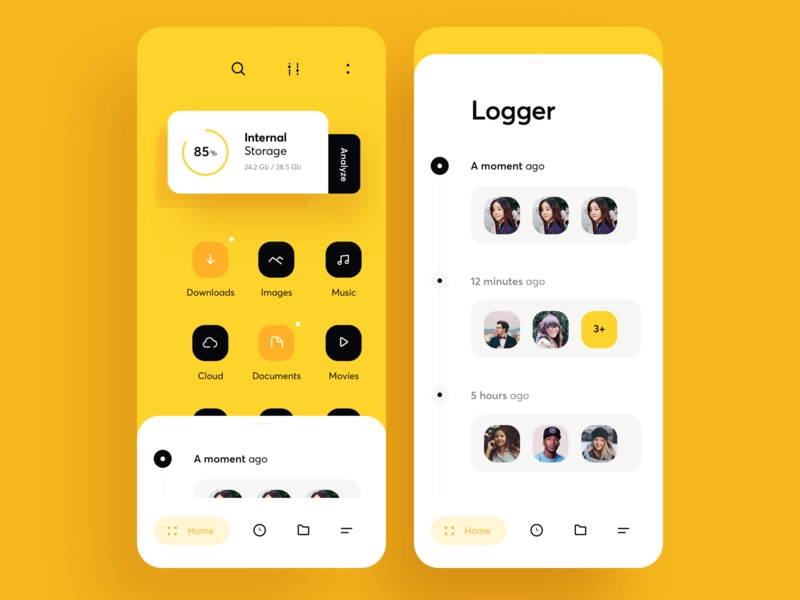 85%
Internal
Storage
24.2 Gb / 28.5 Gb
Analyze
Downloads
Images
Music
Cloud
Documents
Movies
A moment ago
Home
Logger
A moment ago
12 minutes ago
3+
5 hours ago
Home